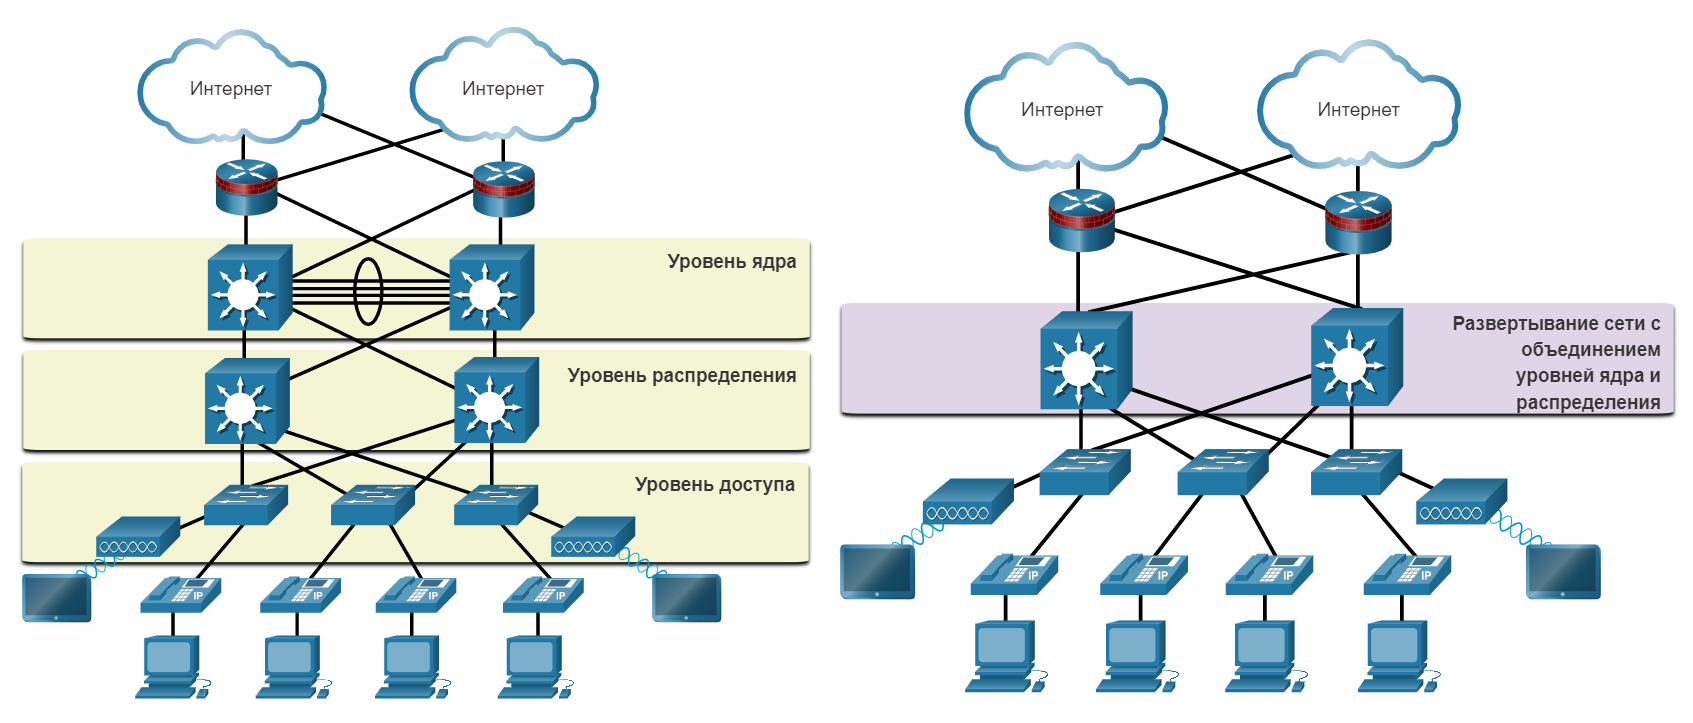 Интернет
Интернет
Уровень ядра
Уровень распределения
Уровень доступа
IP
IP
IP
IP
Интернет
Интернет
Развертывание сети с
объединением
уровней ядра и
распределения
IP
IP
IP
IP